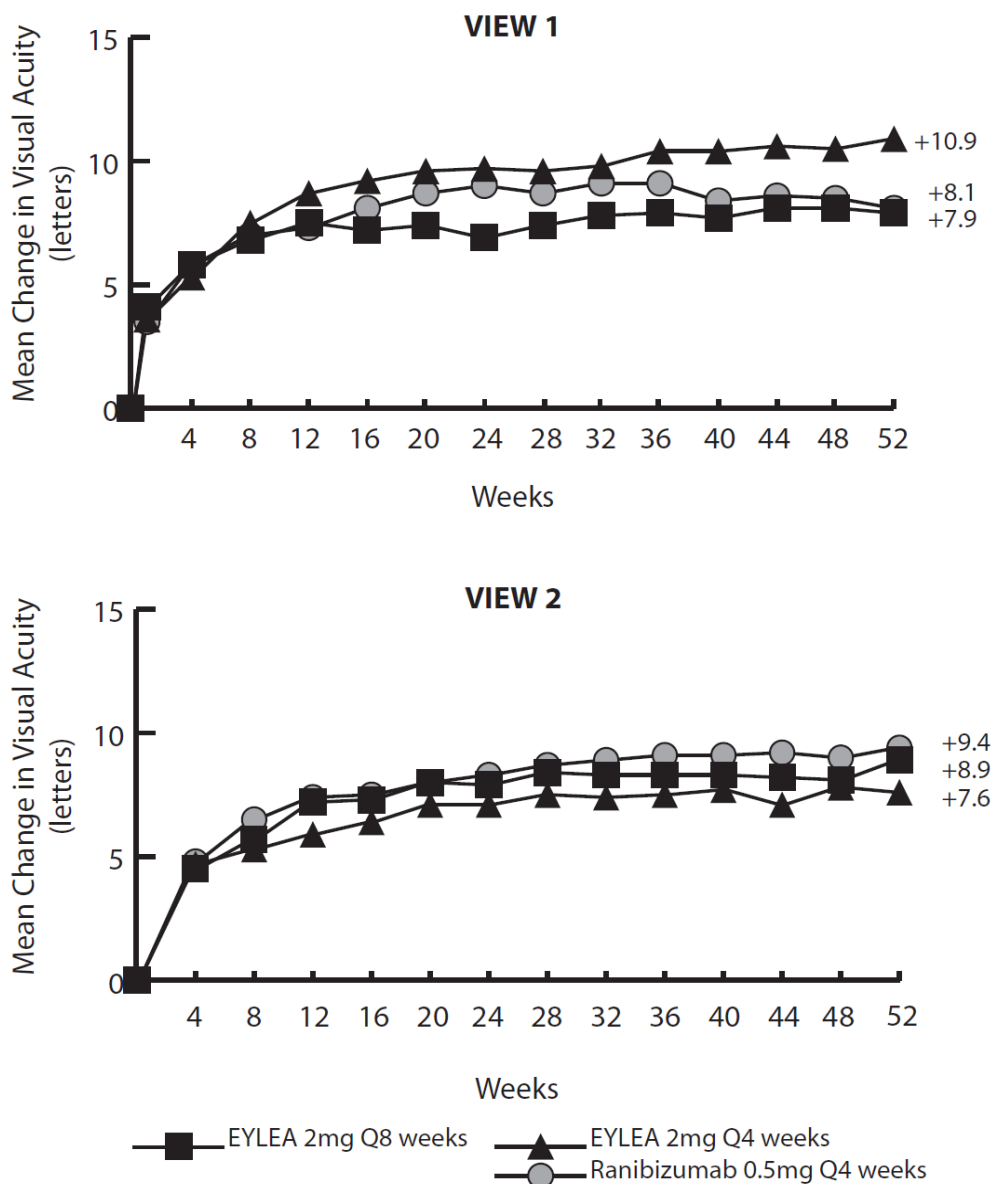 VIEW 1
Mean Change in Visual Acuity
(letters)
15
10
5
0
+10.9
+8.1
+7.9
4 8 12 16 20 24 28 32 36 40 44 48 52
Weeks
VIEW 2
Mean Change in Visual Acuity
(letters)
15
10
5
0
+9.4
+8.9
+7.6
4 8 12 16 20 24 28 32 36 40 44 48 52
Weeks
EYLEA 2mg Q8 weeks
EYLEA 2mg Q4 weeks
Ranibizumab 0.5mg Q4 weeks